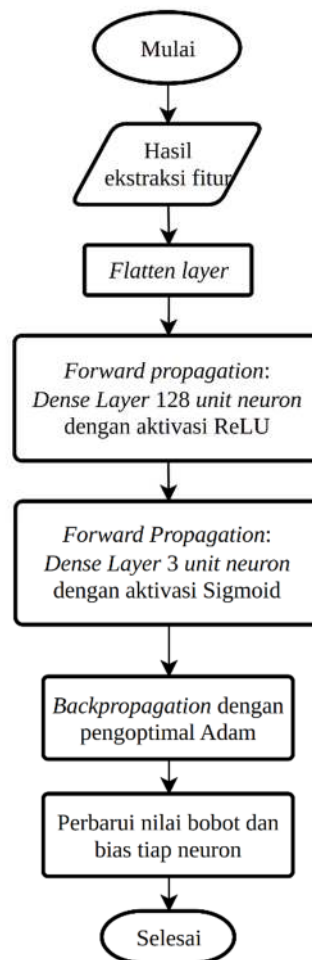 Mulai
Hasil
ekstraksi fitur
Flatten layer
Forward propagation:
Dense Layer 128 unit neuron
dengan aktivasi ReLU
Forward Propagation:
Dense Layer 3 unit neuron
dengan aktivasi Sigmoid
Backpropagation dengan
pengoptimal Adam
Perbarui nilai bobot dan
bias tiap neuron
Selesai